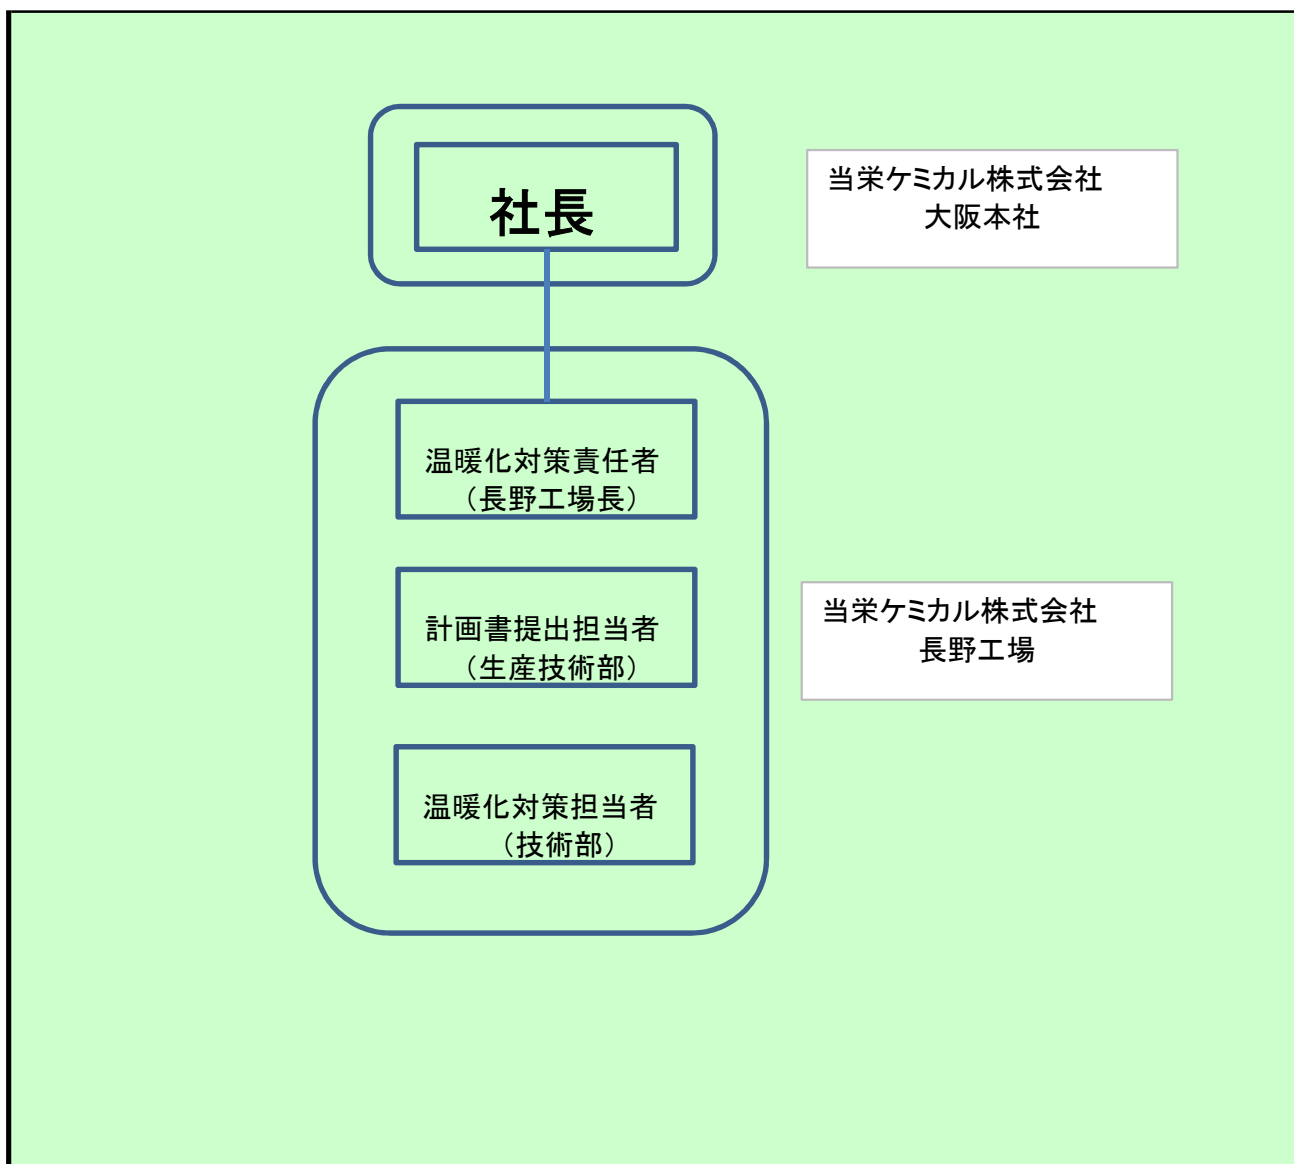 社長
当栄ケミカル株式会社
大阪本社
温暖化対策責任者
（長野工場長）
計画書提出担当者
（生産技術部）
当栄ケミカル株式会社
長野工場
温暖化対策担当者
（技術部）